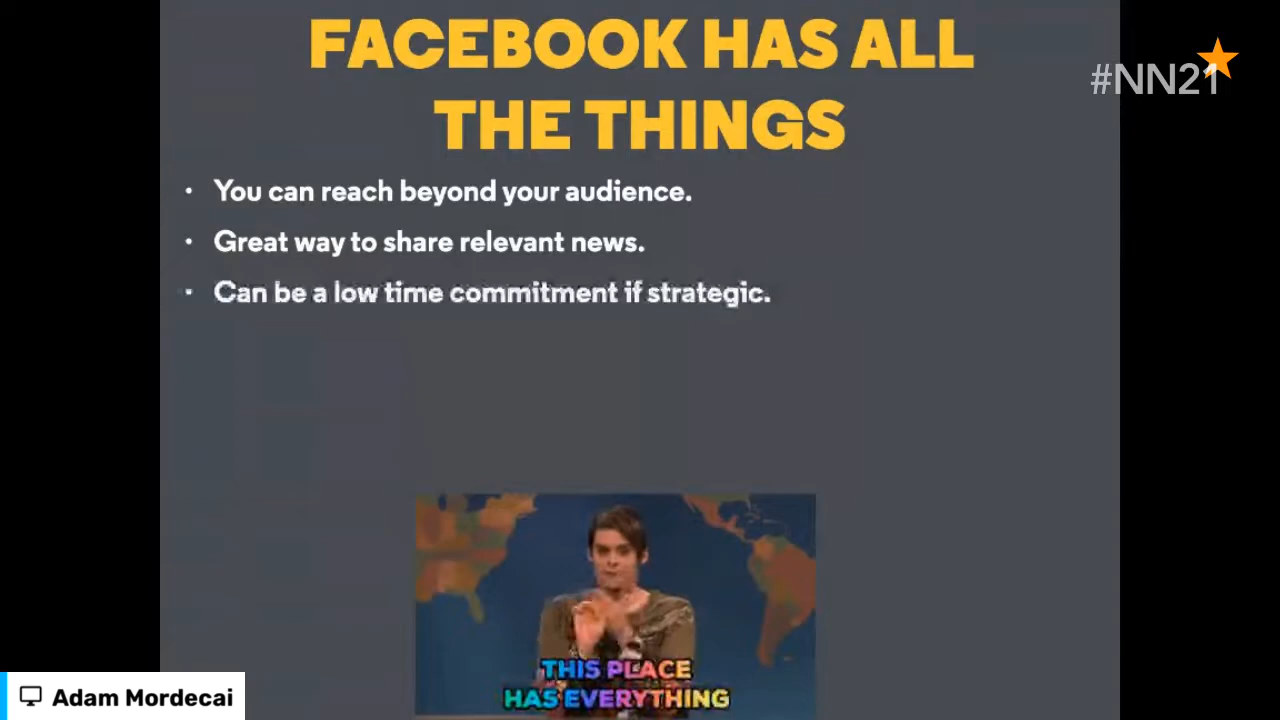 FACEBOOK HAS ALL
THE THINGS
#NN21
• You can reach beyond your audience.
• Great way to share relevant news.
• Can be a low time commitment if strategic.
THIS PLACE
HAS EVERYTHING
Adam Mordecai